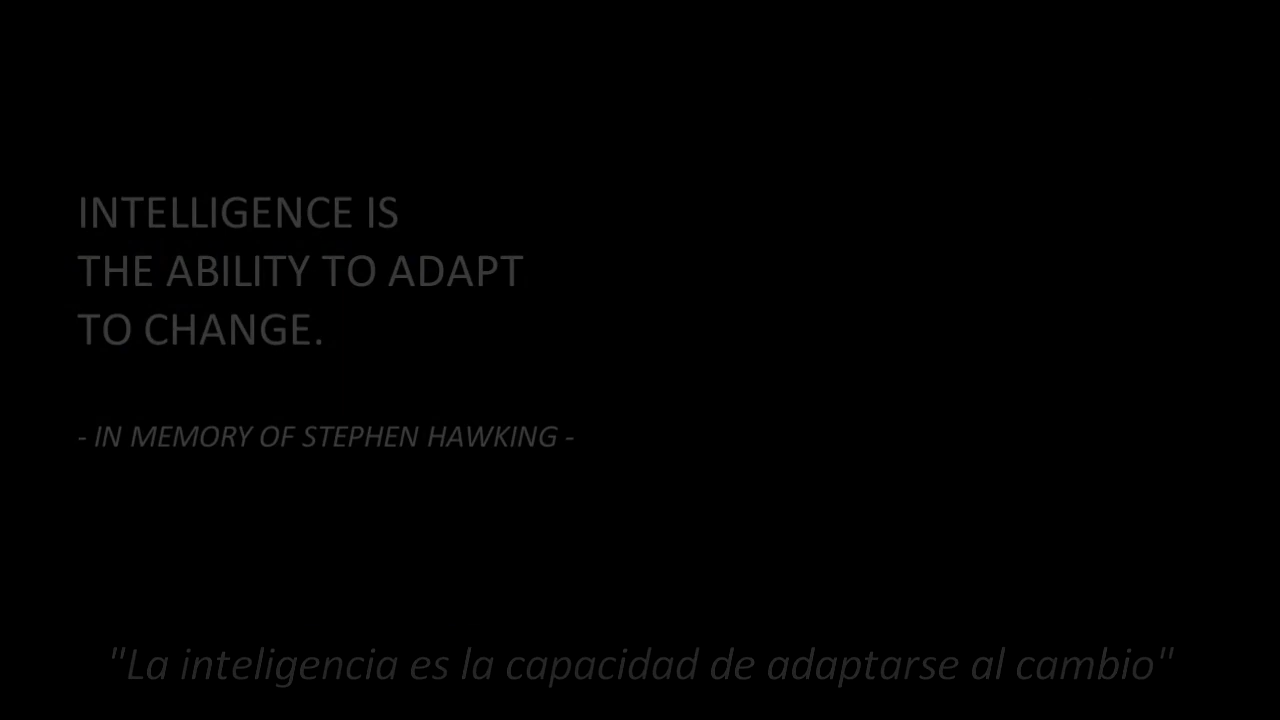 INTELLIGENCE IS
THE ABILITY TO ADAPT
TO CHANGE.
- IN MEMORY OF STEPHEN HAWKING -
"La inteligencia es la capacidad de adaptarse al cambio"